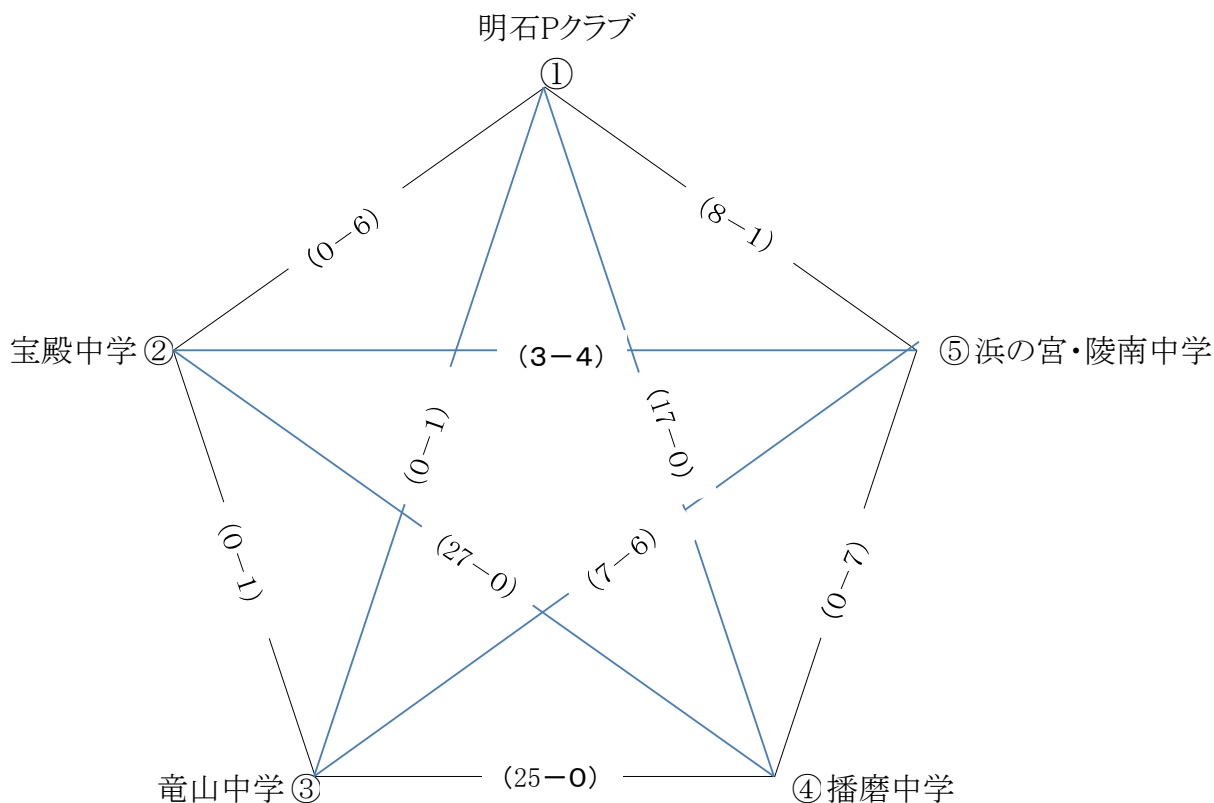 明石Pクラブ
①
(0－6)
(8－1)
宝殿中学②
(3－4)
⑤浜の宮・陵南中学
(0－1)
(17－0)
(0－1)
(27－0)
(7－6)
(0－7)
竜山中学③
(25－0)
④播磨中学